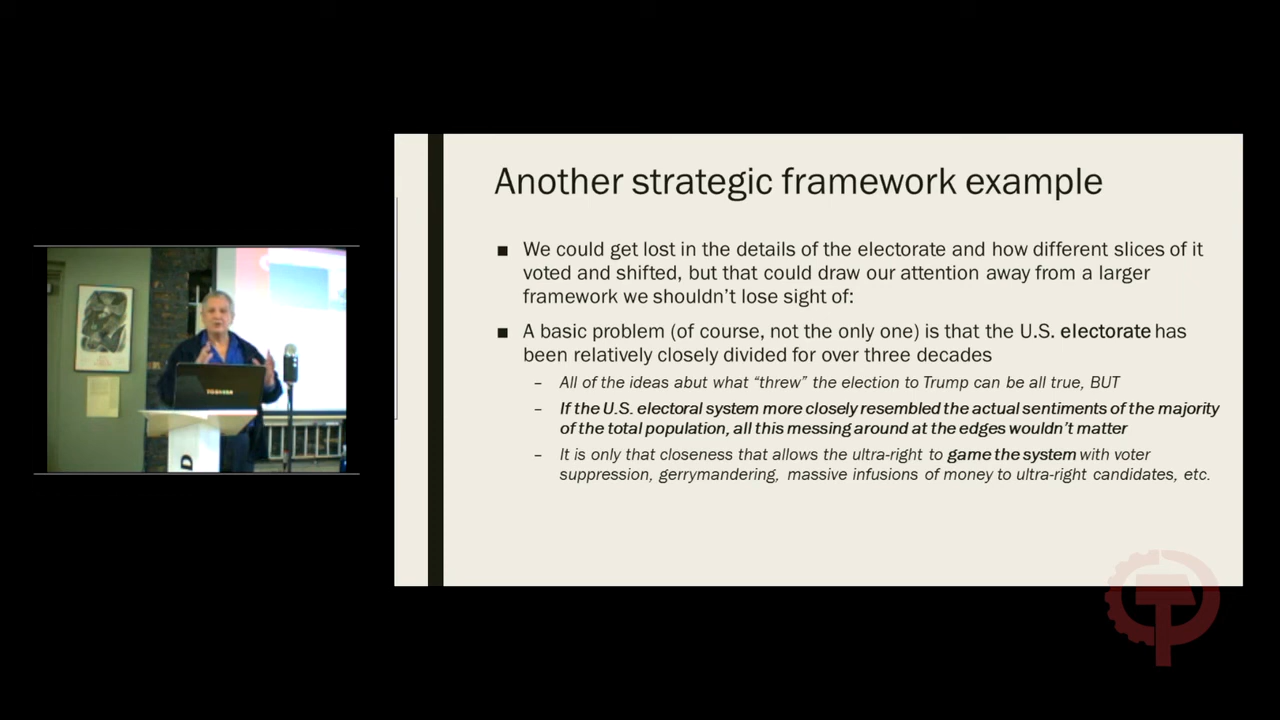 Another strategic framework example
■ We could get lost in the details of the electorate and how different slices of it
voted and shifted, but that could draw our attention away from a larger
framework we shouldn’t lose sight of:
■ A basic problem (of course, not the only one) is that the U.S. electorate has
been relatively closely divided for over three decades
– All of the ideas abut what “threw” the election to Trump can be all true, BUT
– If the U.S. electoral system more closely resembled the actual sentiments of the majority
of the total population, all this messing around at the edges wouldn’t matter
– It is only that closeness that allows the ultra-right to game the system with voter
suppression, gerrymandering, massive infusions of money to ultra-right candidates, etc.
TOSHIBA
D